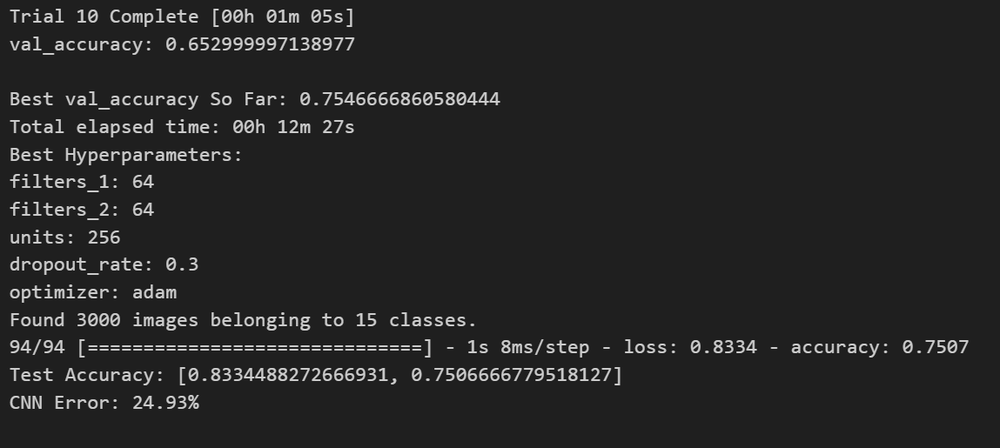 Trial 10 Complete [00h 01m 05s]
val_accuracy: 0.652999997138977
Best val_accuracy So Far: 0.7546666860580444
Total elapsed time: 00h 12m 27s
Best Hyperparameters:
filters_1: 64
filters_2: 64
units: 256
dropout_rate: 0.3
optimizer: adam
Found 3000 images belonging to 15 classes.
94/94 [==============================] - 1s 8ms/step - loss: 0.8334 - accuracy: 0.7507
Test Accuracy: [0.8334488272666931, 0.7506666779518127]
CNN Error: 24.93%